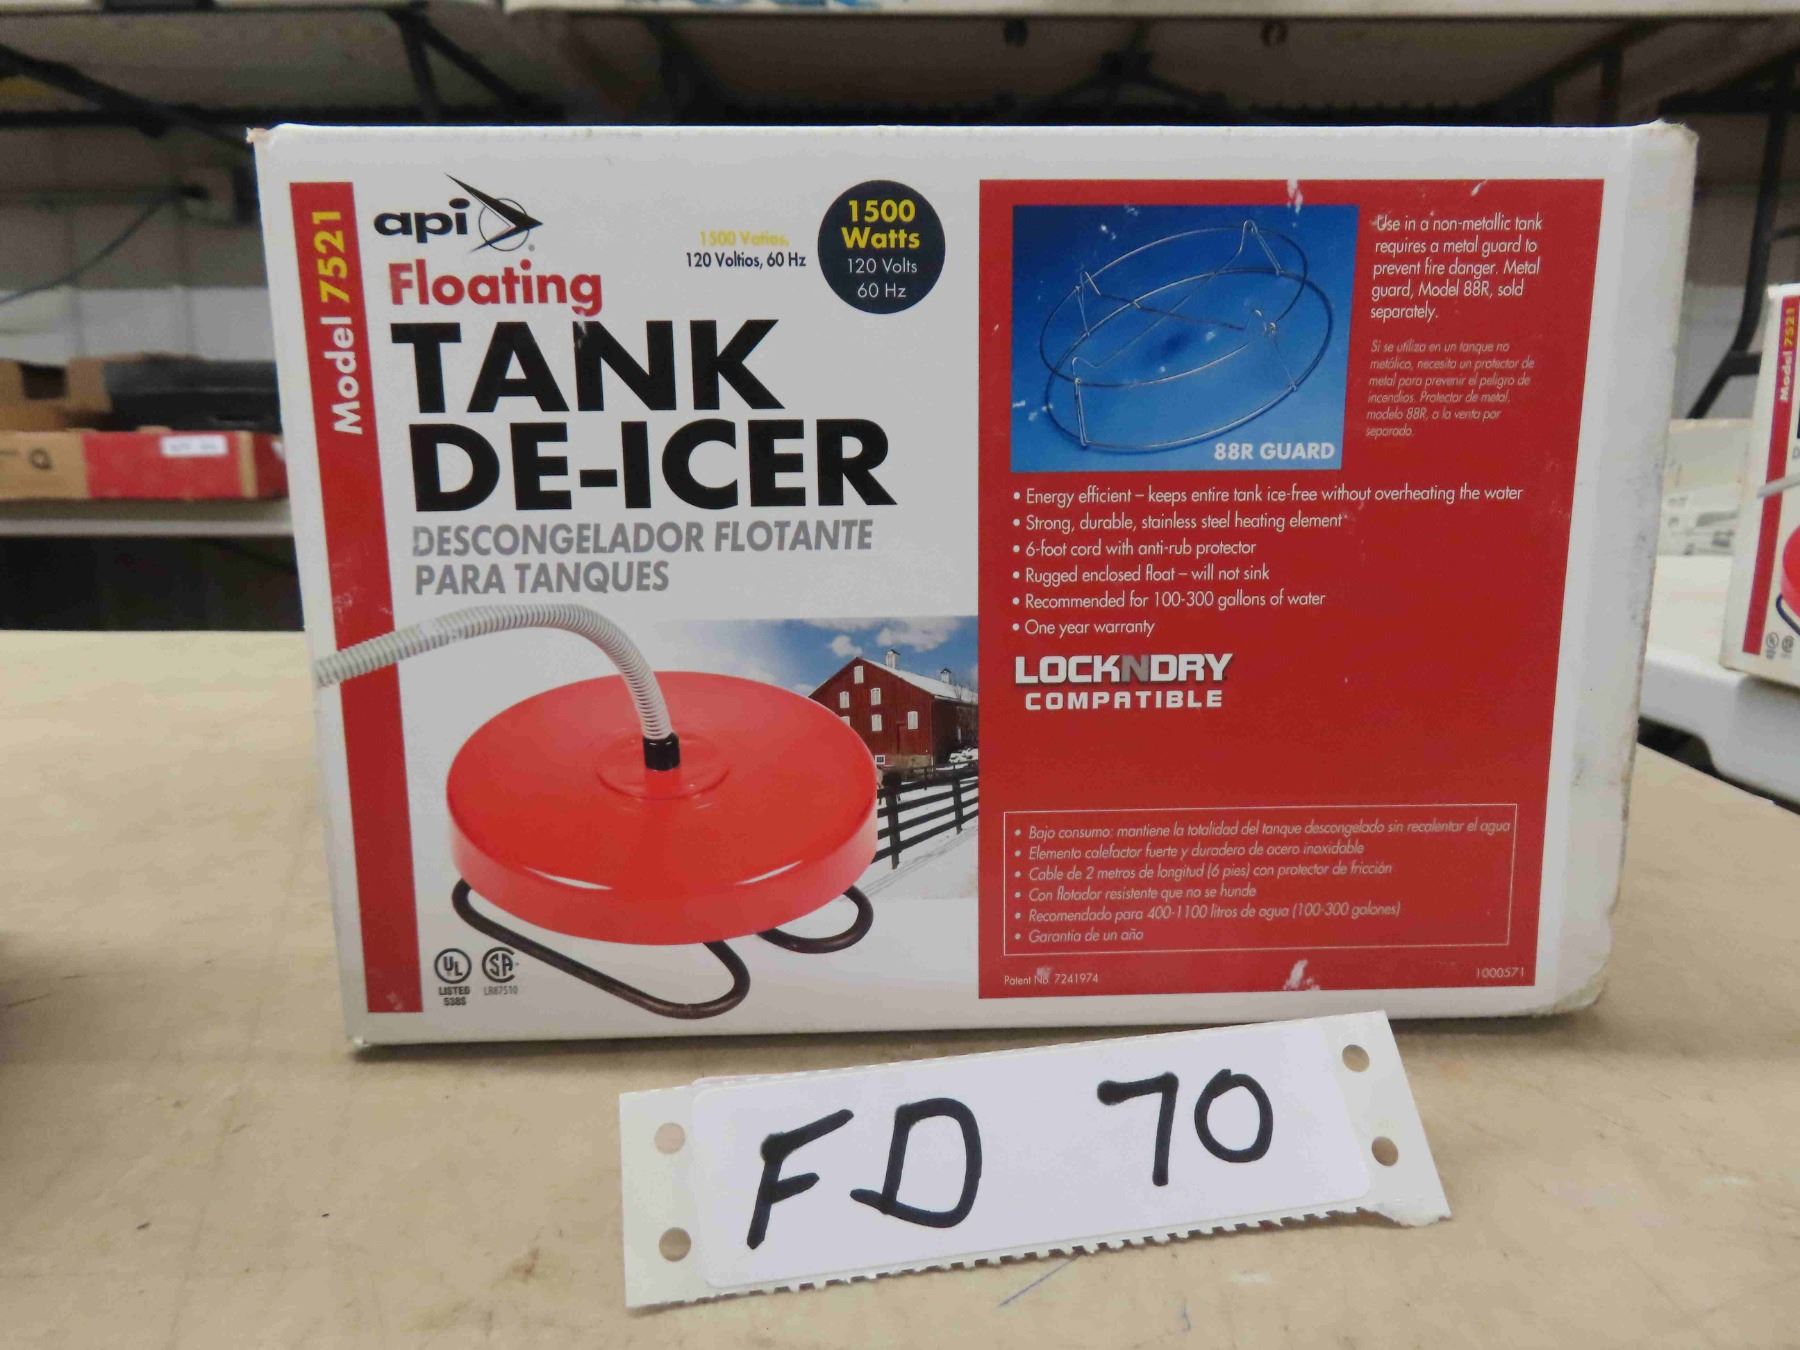 Model 7521
api
Floating
TANK
DE-ICER
DESCONGELADOR FLOTANTE
PARA TANQUES
1500 Vatios,
120 Voltios, 60 Hz
1500
Watts
120 Volts
60 Hz
UL
LISTED
538S
SA
LR87510
88R GUARD
Use in a non-metallic tank
requires a metal guard to
prevent fire danger. Metal
guard, Model 88R, sold
separately.
Si se utiliza en un tanque no
metálico, necesita un protector de
metal para prevenir el peligro de
incendios. Protector de metal,
modelo 88R, a la venta por
separado.
• Energy efficient – keeps entire tank ice-free without overheating the water
• Strong, durable, stainless steel heating element
• 6-foot cord with anti-rub protector
• Rugged enclosed float – will not sink
• Recommended for 100-300 gallons of water
• One year warranty
LOCKNDRY
COMPATIBLE
• Bajo consumo: mantiene la totalidad del tanque descongelado sin recalentar el agua
• Elemento calefactor fuerte y duradero de acero inoxidable
• Cable de 2 metros de longitud (6 pies) con protector de fricción
• Con flotador resistente que no se hunde
• Recomendado para 400-1100 litros de agua (100-300 galones)
• Garantía de un año
Patent No. 7241974
1000571
FD 70
Model 7521